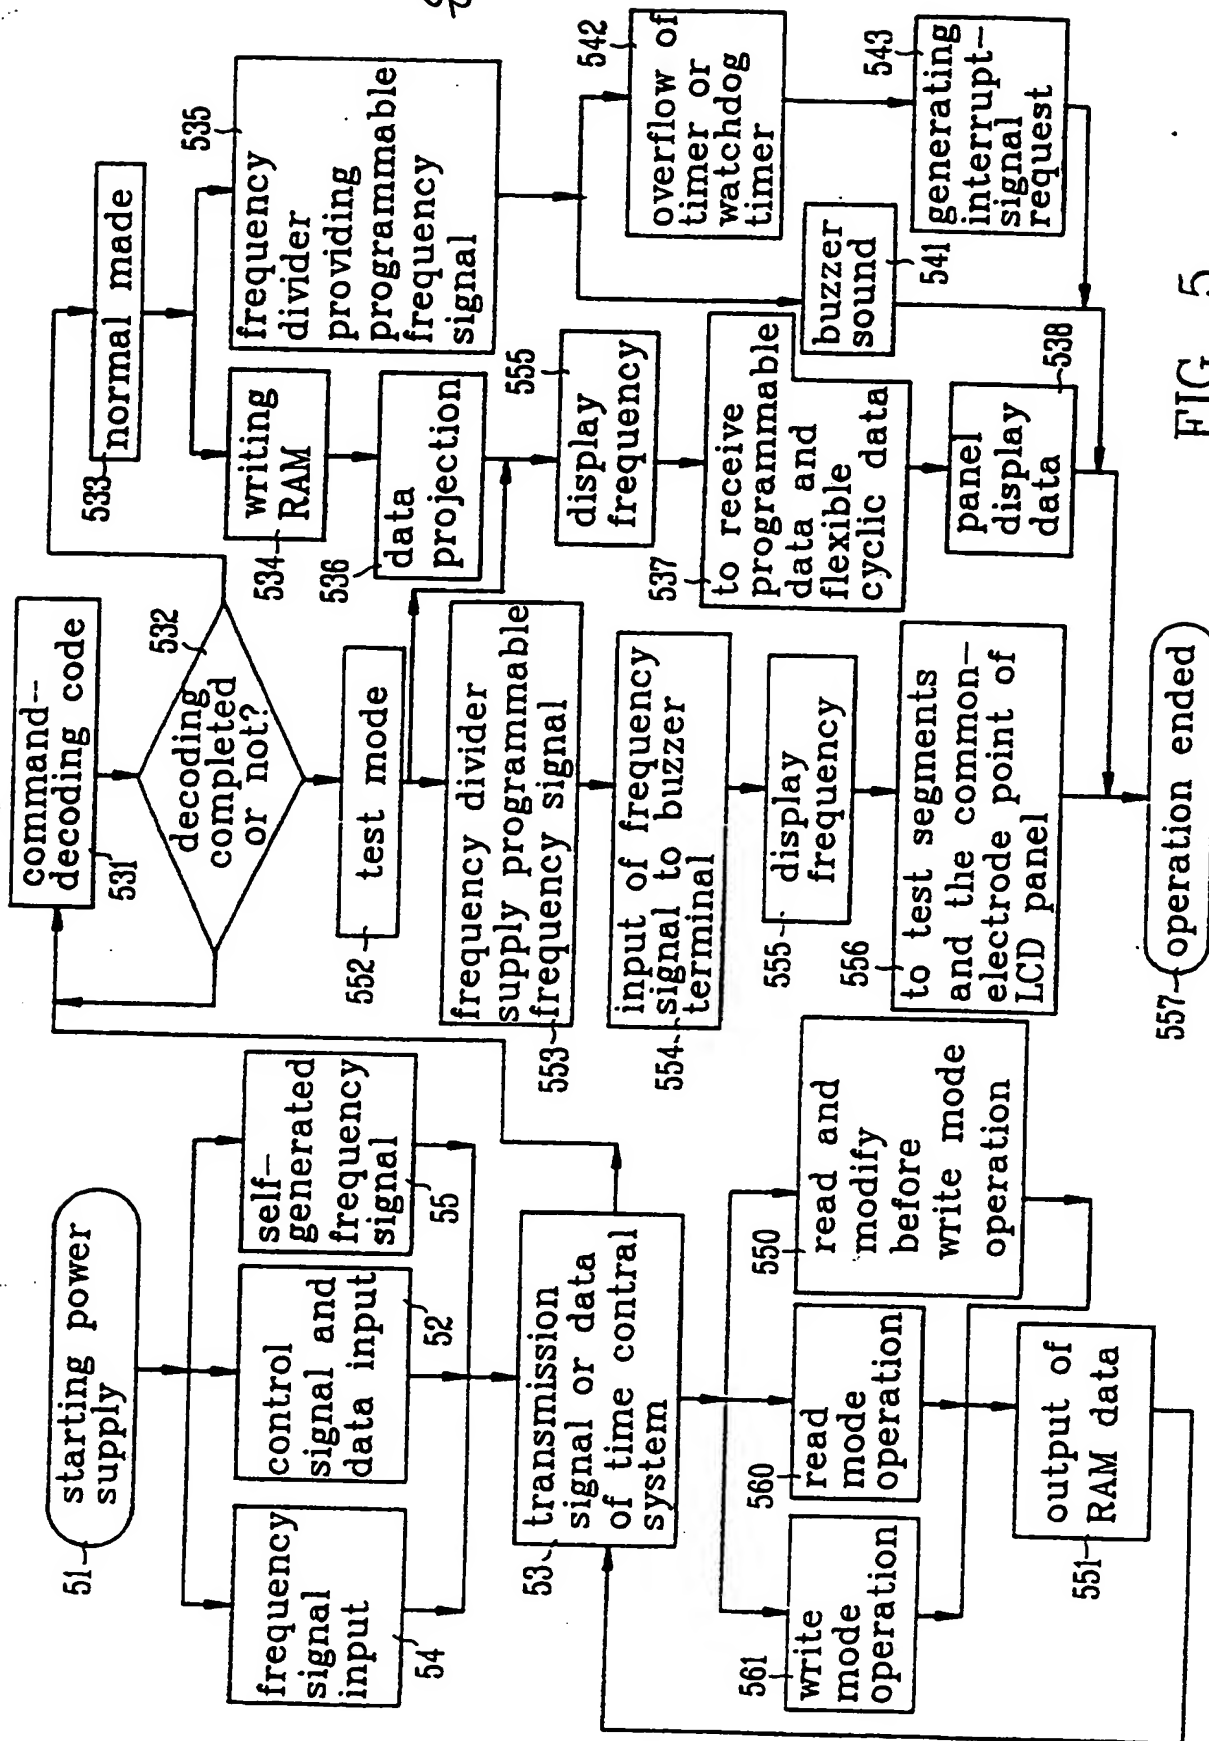 51
starting power
supply
frequency
signal
input
54
control
signal and
data input
52
self-
generated
frequency
signal
55
53
transmission
signal or data
of time contral
system
561
write
mode
operation
560
read
mode
operation
550
read and
modify
before
write mode
operation
551
output of
RAM data
command-
decoding code
531
532
decoding
completed
or not?
552
test mode
frequency divider
supply programmable
frequency signal
553
input of frequency
signal to buzzer
terminal
554
display
frequency
555
556
to test segments
and the common-
electrode point of
LCD panel
557
operation ended
533
normal made
534
writing
RAM
535
frequency
divider
providing
programmable
frequency
signal
536
data
projection
555
display
frequency
537
to receive
programmable
data and
flexible
cyclic data
538
panel
display
data
buzzer
sound
541
542
overflow of
timer or
watchdog
timer
543
generating
interrupt-
signal
request
FIG. 5